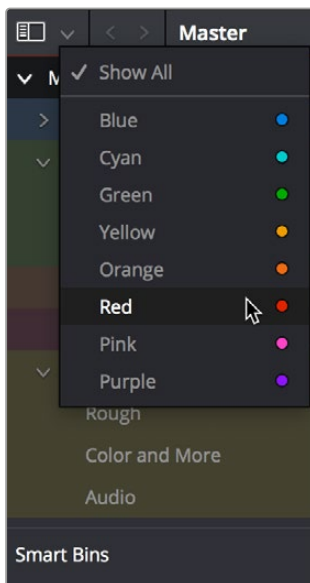 Master
M
Show All
Blue
Cyan
Green
Yellow
Orange
Red
Pink
Purple
Rough
Color and More
Audio
Smart Bins